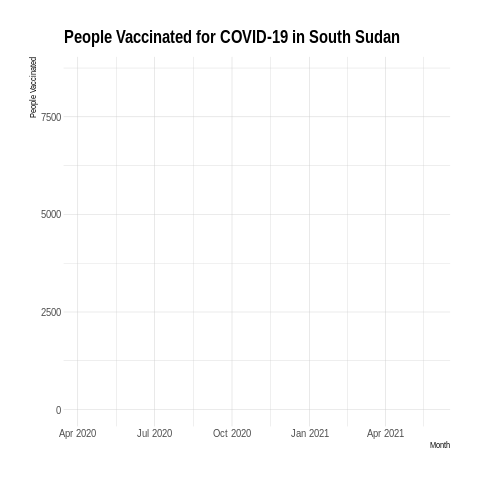 People Vaccinated for COVID-19 in South Sudan
People Vaccinated
7500
5000
2500
0
Apr 2020 Jul 2020 Oct 2020 Jan 2021 Apr 2021
Month